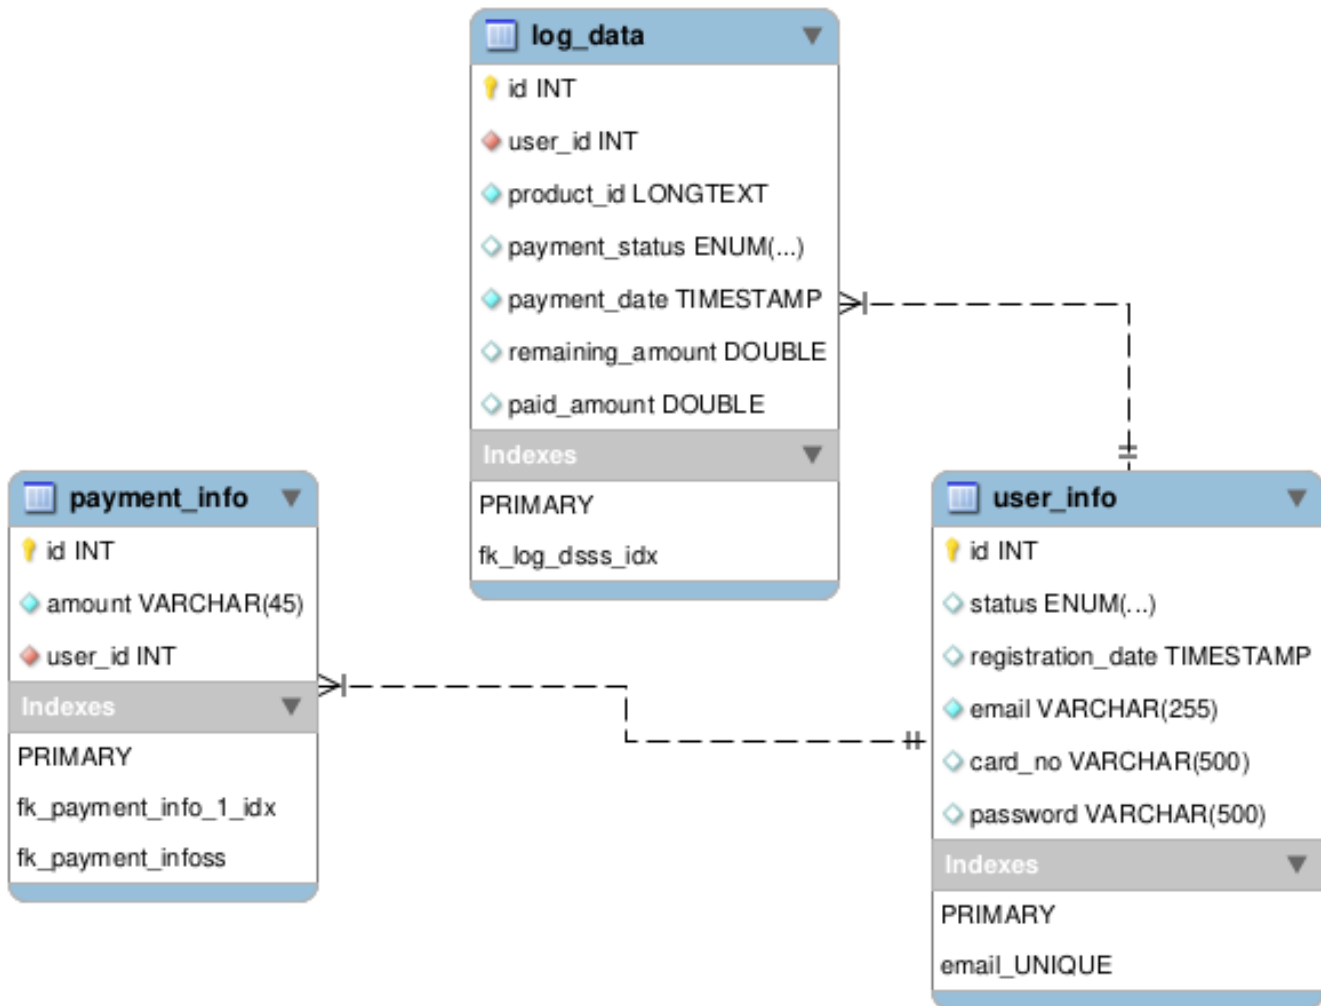 log_data
id INT
user_id INT
product_id LONGTEXT
payment_status ENUM(...)
payment_date TIMESTAMP
remaining_amount DOUBLE
paid_amount DOUBLE
Indexes
PRIMARY
fk_log_dsss_idx
payment_info
id INT
amount VARCHAR(45)
user_id INT
Indexes
PRIMARY
fk_payment_info_1_idx
fk_payment_infoss
user_info
id INT
status ENUM(...)
registration_date TIMESTAMP
email VARCHAR(255)
card_no VARCHAR(500)
password VARCHAR(500)
Indexes
PRIMARY
email_UNIQUE